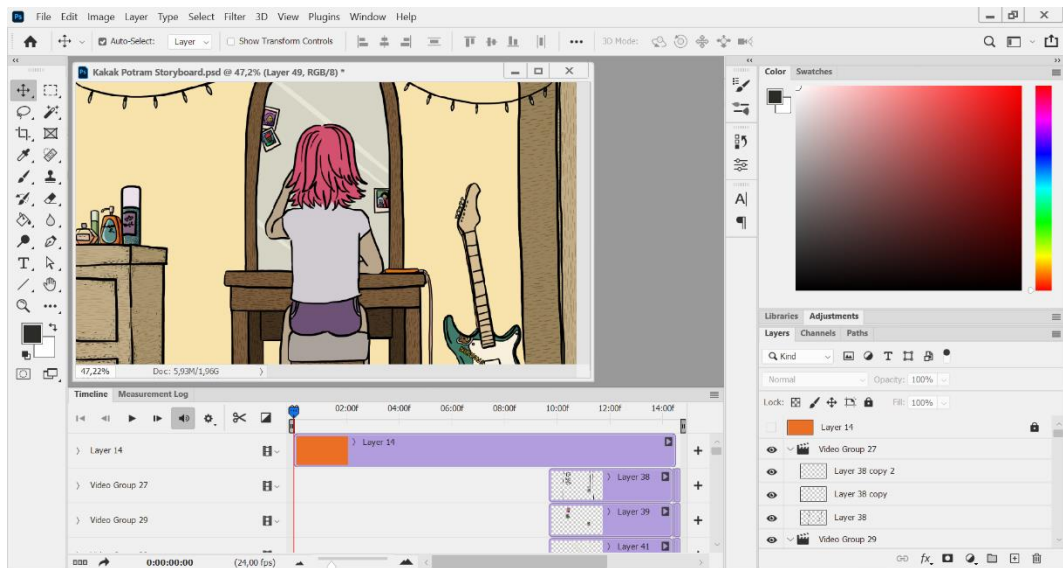 Ps File Edit Image Layer Type Select Filter 3D View Plugins Window Help
Auto-Select: Layer Show Transform Controls 3D Mode:
Ps Kakak Potram Storyboard.psd @ 47,2% (Layer 49, RGB/8) *
47,22% Doc: 5,93M/1,96G
Timeline Measurement Log
02:00f 04:00f 06:00f 08:00f 10:00f 12:00f 14:00f
Layer 14 Layer 14
Video Group 27 Layer 38
Video Group 29 Layer 39
Layer 41
0:00:00:00 (24,00 fps)
Color Swatches
Libraries Adjustments
Layers Channels Paths
Kind
Normal Opacity: 100%
Lock: Fill: 100%
Layer 14
Video Group 27
Layer 38 copy 2
Layer 38 copy
Layer 38
Video Group 29
fx